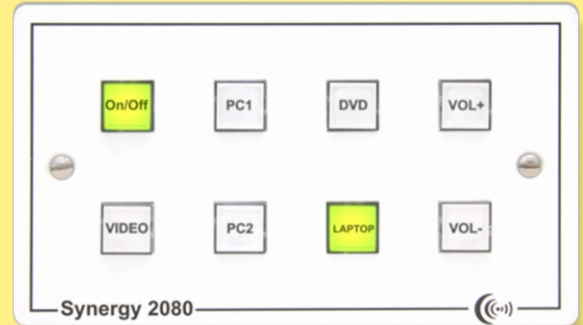 On/Off PC1 DVD VOL+
VIDEO PC2 LAPTOP VOL-
Synergy 2080